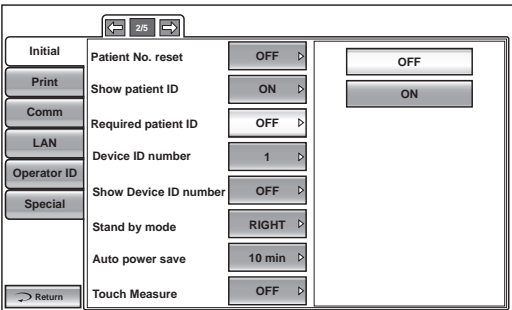 2/5
Initial
Print
Comm
LAN
Operator ID
Special
Return
Patient No. reset OFF
Show patient ID ON
Required patient ID OFF
Device ID number 1
Show Device ID number OFF
Stand by mode RIGHT
Auto power save 10 min
Touch Measure OFF
OFF
ON